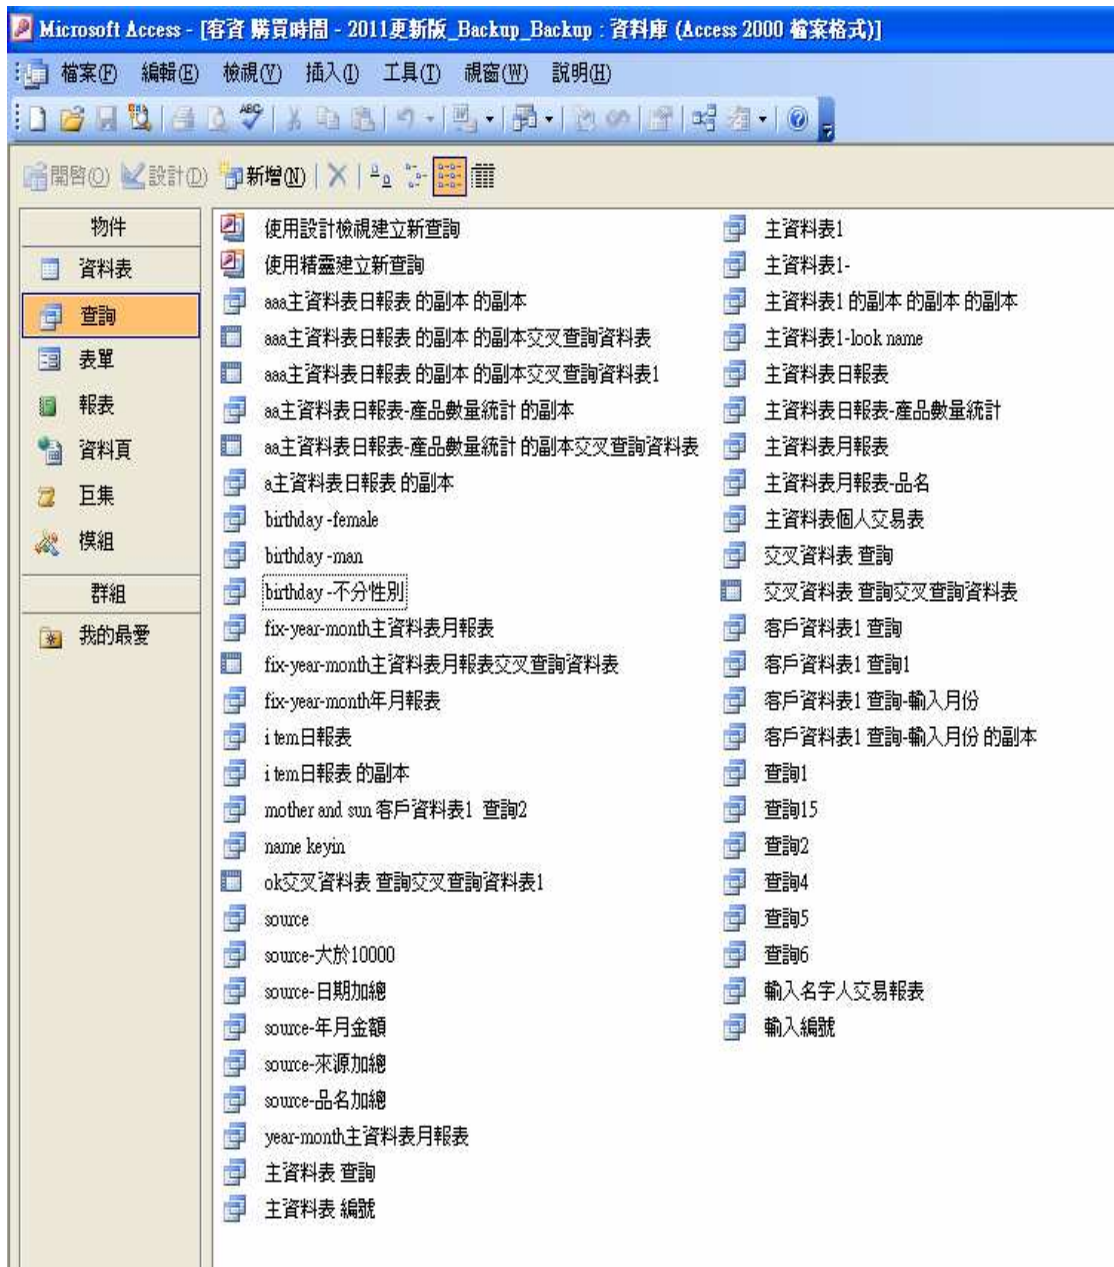 Microsoft Access - [客資 購買時間 - 2011更新版_Backup_Backup : 資料庫 (Access 2000 檔案格式)]
檔案(F) 編輯(E) 檢視(V) 插入(I) 工具(T) 視窗(W) 說明(H)
ABC
開啓(O) 設計(D) 新增(N)
物件
資料表
查詢
表單
報表
資料頁
巨集
模組
群組
我的最愛
使用設計檢視建立新查詢
使用精靈建立新查詢
aaa主資料表日報表 的副本 的副本
aaa主資料表日報表 的副本 的副本交叉查詢資料表
aaa主資料表日報表 的副本 的副本交叉查詢資料表1
aa主資料表日報表-產品數量統計 的副本
aa主資料表日報表-產品數量統計 的副本交叉查詢資料表
a主資料表日報表 的副本
birthday -female
birthday -man
birthday -不分性別
fix-year-month主資料表月報表
fix-year-month主資料表月報表交叉查詢資料表
fix-year-month年月報表
i tem日報表
i tem日報表 的副本
mother and sun 客戶資料表1 查詢2
name keyin
ok交叉資料表 查詢交叉查詢資料表1
source
source-大於10000
source-日期加總
source-年月金額
source-來源加總
source-品名加總
year-month主資料表月報表
主資料表 查詢
主資料表 編號
主資料表1
主資料表1-
主資料表1 的副本 的副本 的副本
主資料表1-look name
主資料表日報表
主資料表日報表-產品數量統計
主資料表月報表
主資料表月報表-品名
主資料表個人交易表
交叉資料表 查詢
交叉資料表 查詢交叉查詢資料表
客戶資料表1 查詢
客戶資料表1 查詢1
客戶資料表1 查詢-輸入月份
客戶資料表1 查詢-輸入月份 的副本
查詢1
查詢15
查詢2
查詢4
查詢5
查詢6
輸入名字人交易報表
輸入編號